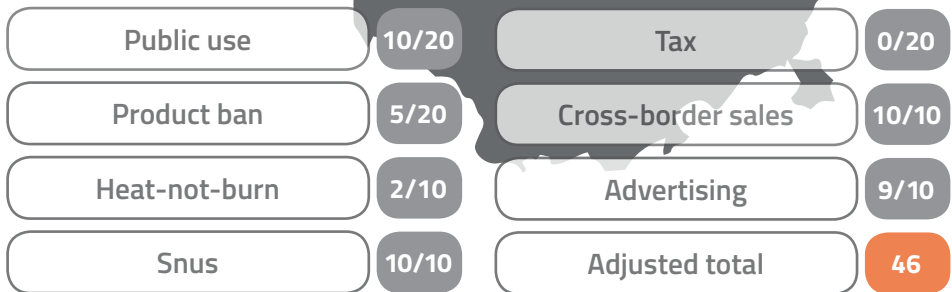 Public use 10/20 Tax 0/20
Product ban 5/20 Cross-border sales 10/10
Heat-not-burn 2/10 Advertising 9/10
Snus 10/10 Adjusted total 46